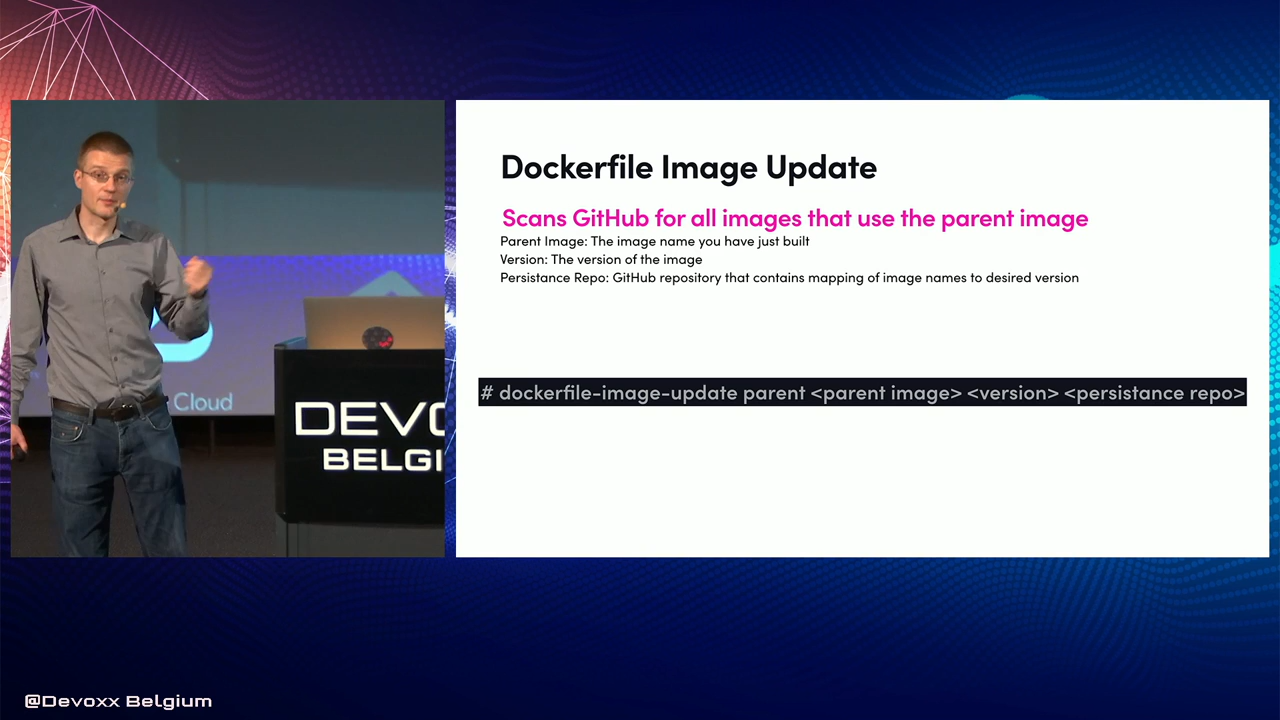 Dockerfile Image Update
Scans GitHub for all images that use the parent image
Parent Image: The image name you have just built
Version: The version of the image
Persistance Repo: GitHub repository that contains mapping of image names to desired version
# dockerfile-image-update parent <parent image> <version> <persistance repo>
Cloud
DEVO
BELGI
@Devoxx Belgium